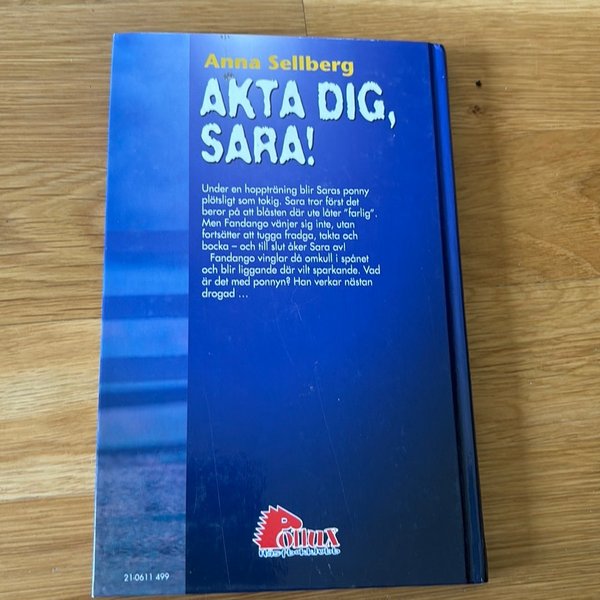 Anna Sellberg
AKTA DIG,
SARA!
Under en hoppträning blir Saras ponny
plötsligt som tokig. Sara tror först det
beror på att blåsten där ute låter "farlig".
Men Fandango vänjer sig inte, utan
fortsätter att tugga fradga, takta och
bocka – och till slut åker Sara av!
Fandango vinglar då omkull i spånet
och blir liggande där vilt sparkande. Vad
är det med ponnyn? Han verkar nästan
drogad ...
Pollux
Hästbokklubb
21-0611 499